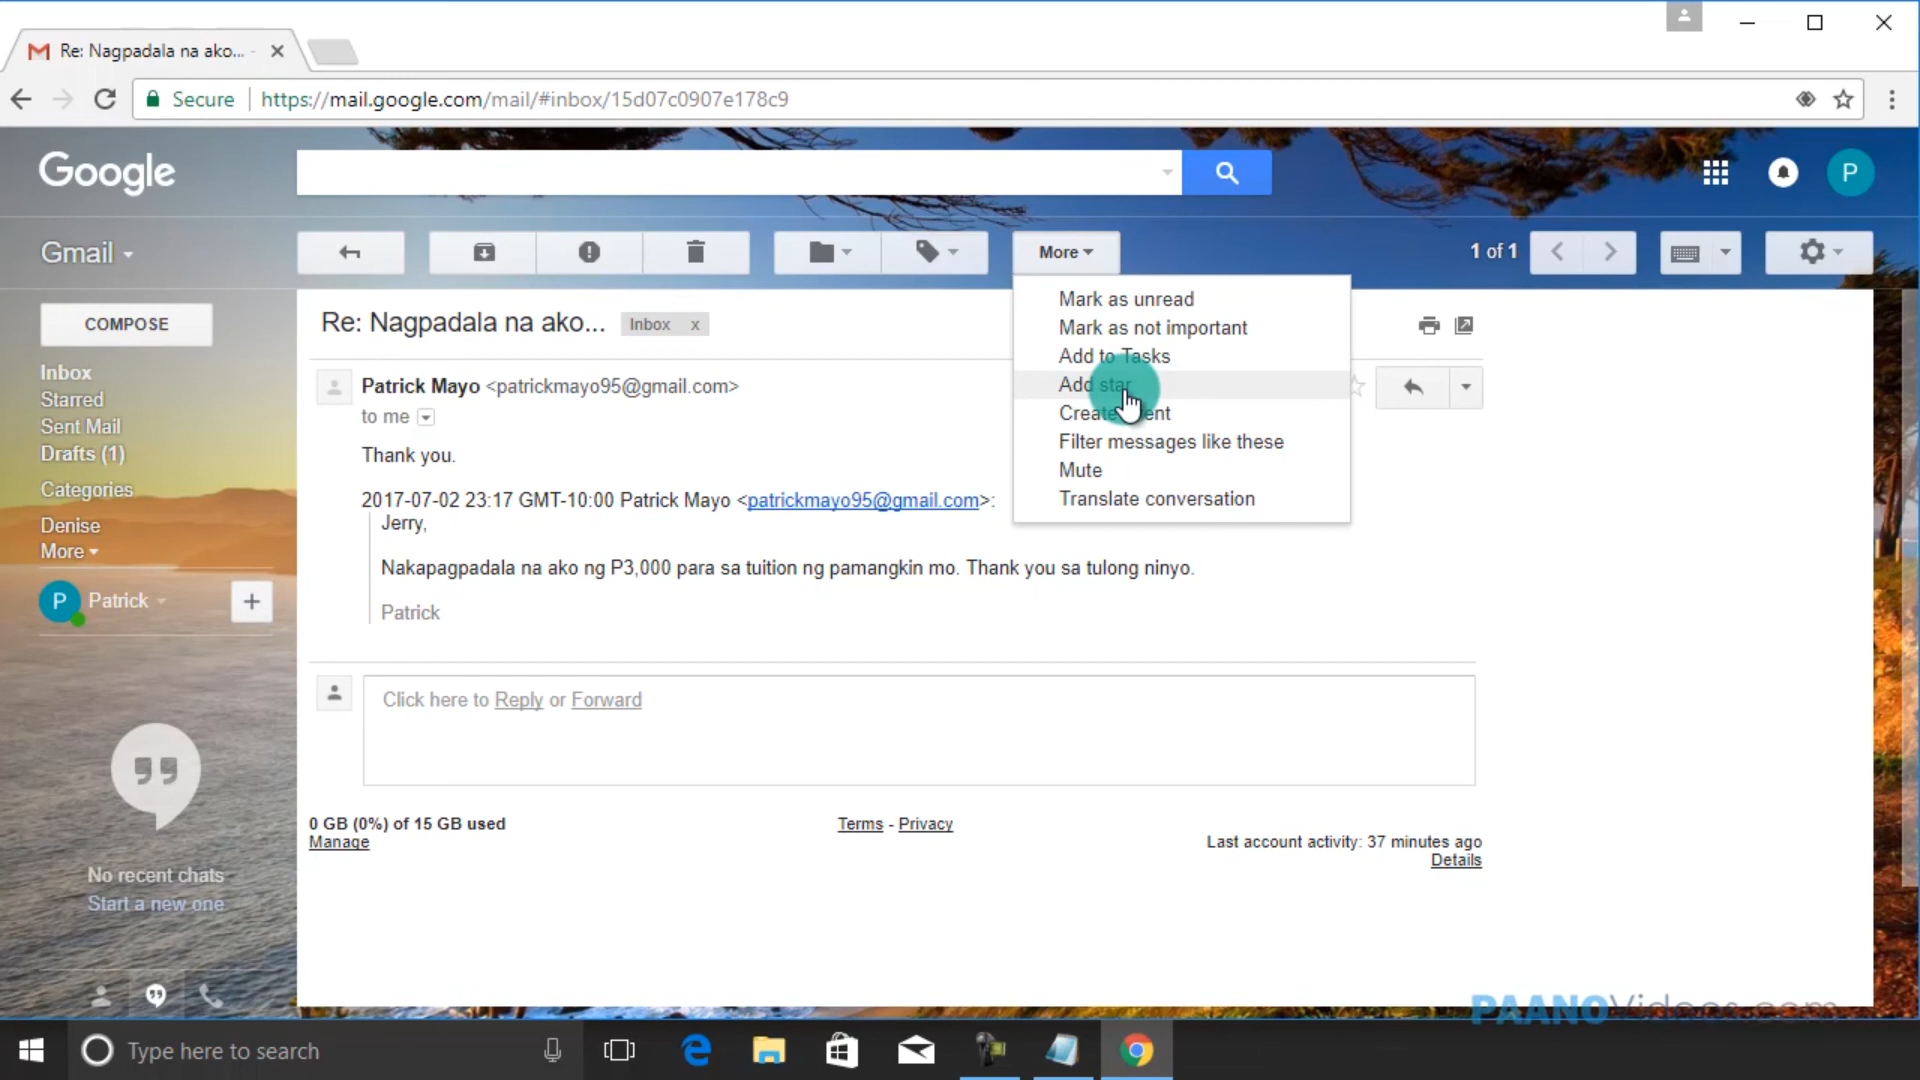 Re: Nagpadala na ako...
Secure
https://mail.google.com/mail/#inbox/15d07c0907e178c9
Google
P
Gmail
More
1 of 1
COMPOSE
Inbox
Starred
Sent Mail
Drafts (1)
Categories
Denise
More
P Patrick
+
No recent chats
Start a new one
Re: Nagpadala na ako...
Inbox x
Patrick Mayo <patrickmayo95@gmail.com>
to me
Thank you.
2017-07-02 23:17 GMT-10:00 Patrick Mayo <patrickmayo95@gmail.com>:
Jerry,
Nakapagpadala na ako ng P3,000 para sa tuition ng pamangkin mo. Thank you sa tulong ninyo.
Patrick
Mark as unread
Mark as not important
Add to Tasks
Add star
Filter messages like these
Mute
Translate conversation
Click here to Reply or Forward
0 GB (0%) of 15 GB used
Manage
Terms - Privacy
Last account activity: 37 minutes ago
Details
PAANOVideos.com
Type here to search